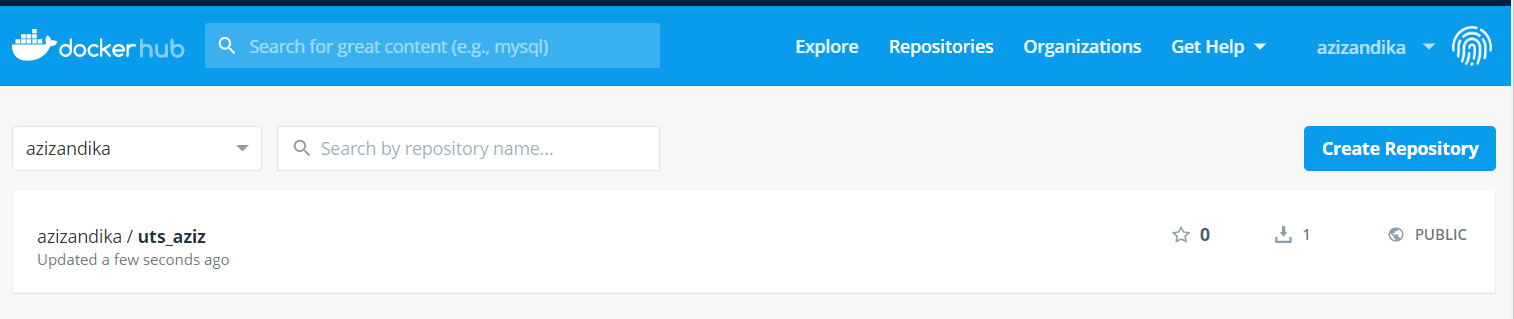 docker hub Search for great content (e.g., mysql) Explore Repositories Organizations Get Help azizandika
azizandika Search by repository name... Create Repository
azizandika / uts_aziz 0 1 PUBLIC
Updated a few seconds ago